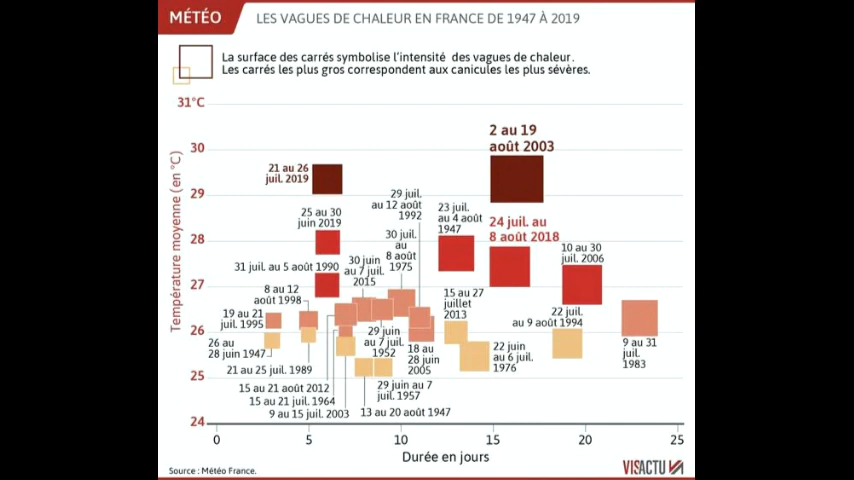 MÉTÉO
LES VAGUES DE CHALEUR EN FRANCE DE 1947 À 2019
La surface des carrés symbolise l'intensité des vagues de chaleur.
Les carrés les plus gros correspondent aux canicules les plus sévères.
31°C
30
29
28
27
26
25
24
Température moyenne (en °C)
2 au 19
août 2003
21 au 26
juil. 2019
29 juil.
au 12 août
1992
23 juil.
au 4 août
1947
24 juil. au
8 août 2018
25 au 30
juin 2019
30 juil.
au
8 août
1975
10 au 30
juil. 2006
31 juil. au 5 août 1990
30 juin
au 7 juil.
2015
8 au 12
août 1998
15 au 27
juillet
2013
19 au 21
juil. 1995
22 juil.
au 9 août 1994
26 au
28 juin 1947
29 juin
au 7 juil.
1952
18 au
28 juin
2005
22 juin
au 6 juil.
1976
9 au 31
juil.
1983
21 au 25 juil. 1989
15 au 21 août 2012
29 juin au 7
juil. 1957
15 au 21 juil. 1964
9 au 15 juil. 2003
13 au 20 août 1947
0
5
10
15
20
25
Durée en jours
Source : Météo France.
VISACTU